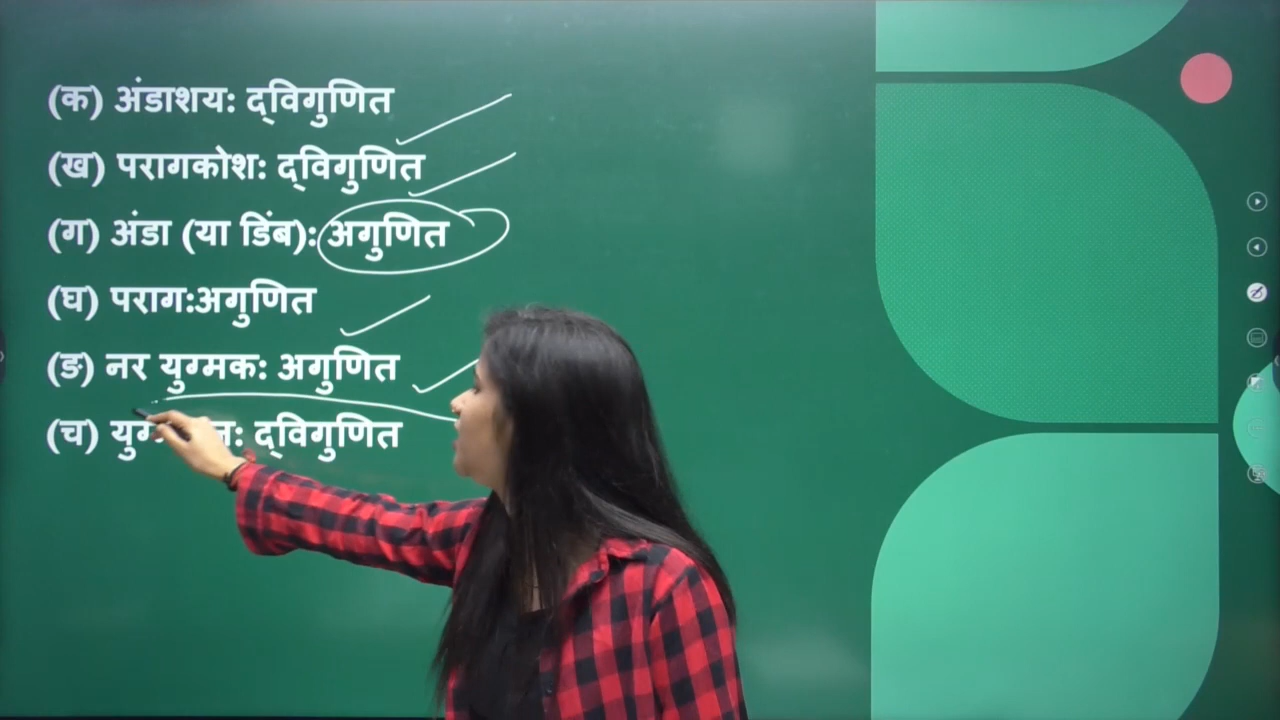 (क) अंडाशय: द्विगुणित
(ख) परागकोश: द्विगुणित
(ग) अंडा (या डिंब): अगुणित
(घ) पराग:अगुणित
(ङ) नर युग्मक: अगुणित
(च) द्विगुणित